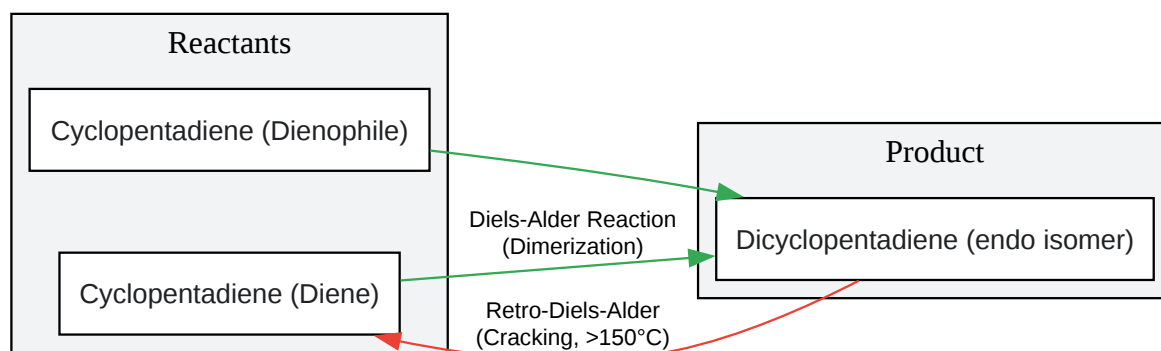 Reactants
Cyclopentadiene (Dienophile)
Cyclopentadiene (Diene)
Diels-Alder Reaction
(Dimerization)
Retro-Diels-Alder
(Cracking, >150°C)
Product
Dicyclopentadiene (endo isomer)